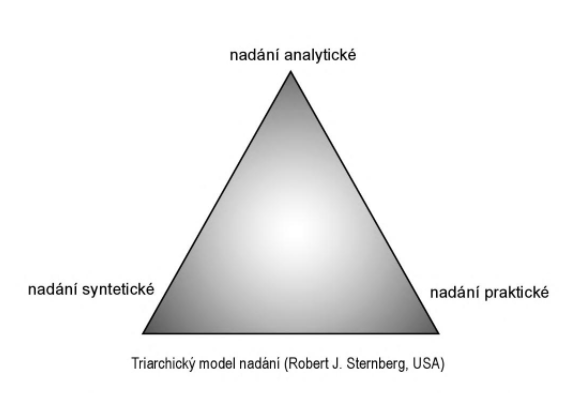 nadání analytické
nadání syntetické
nadání praktické
Triarchický model nadání (Robert J. Sternberg, USA)